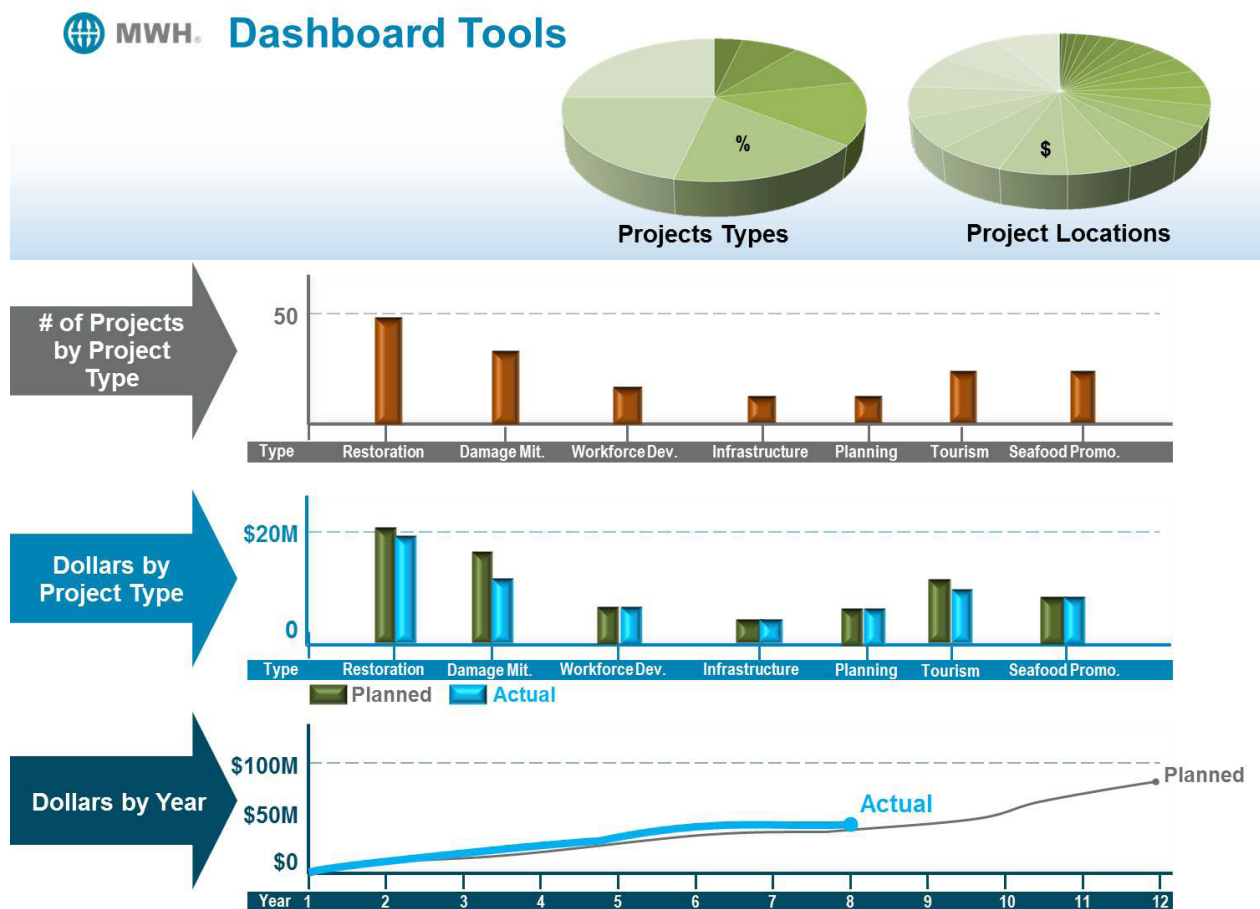 MWH® Dashboard Tools
%
$
Projects Types
Project Locations
# of Projects
by Project
Type
50
Type Restoration Damage Mit. Workforce Dev. Infrastructure Planning Tourism Seafood Promo.
Dollars by
Project Type
$20M
0
Type Restoration Damage Mit. Workforce Dev. Infrastructure Planning Tourism Seafood Promo.
Planned Actual
Dollars by Year
$100M
$50M
$0
Planned
Actual
Year 1 2 3 4 5 6 7 8 9 10 11 12